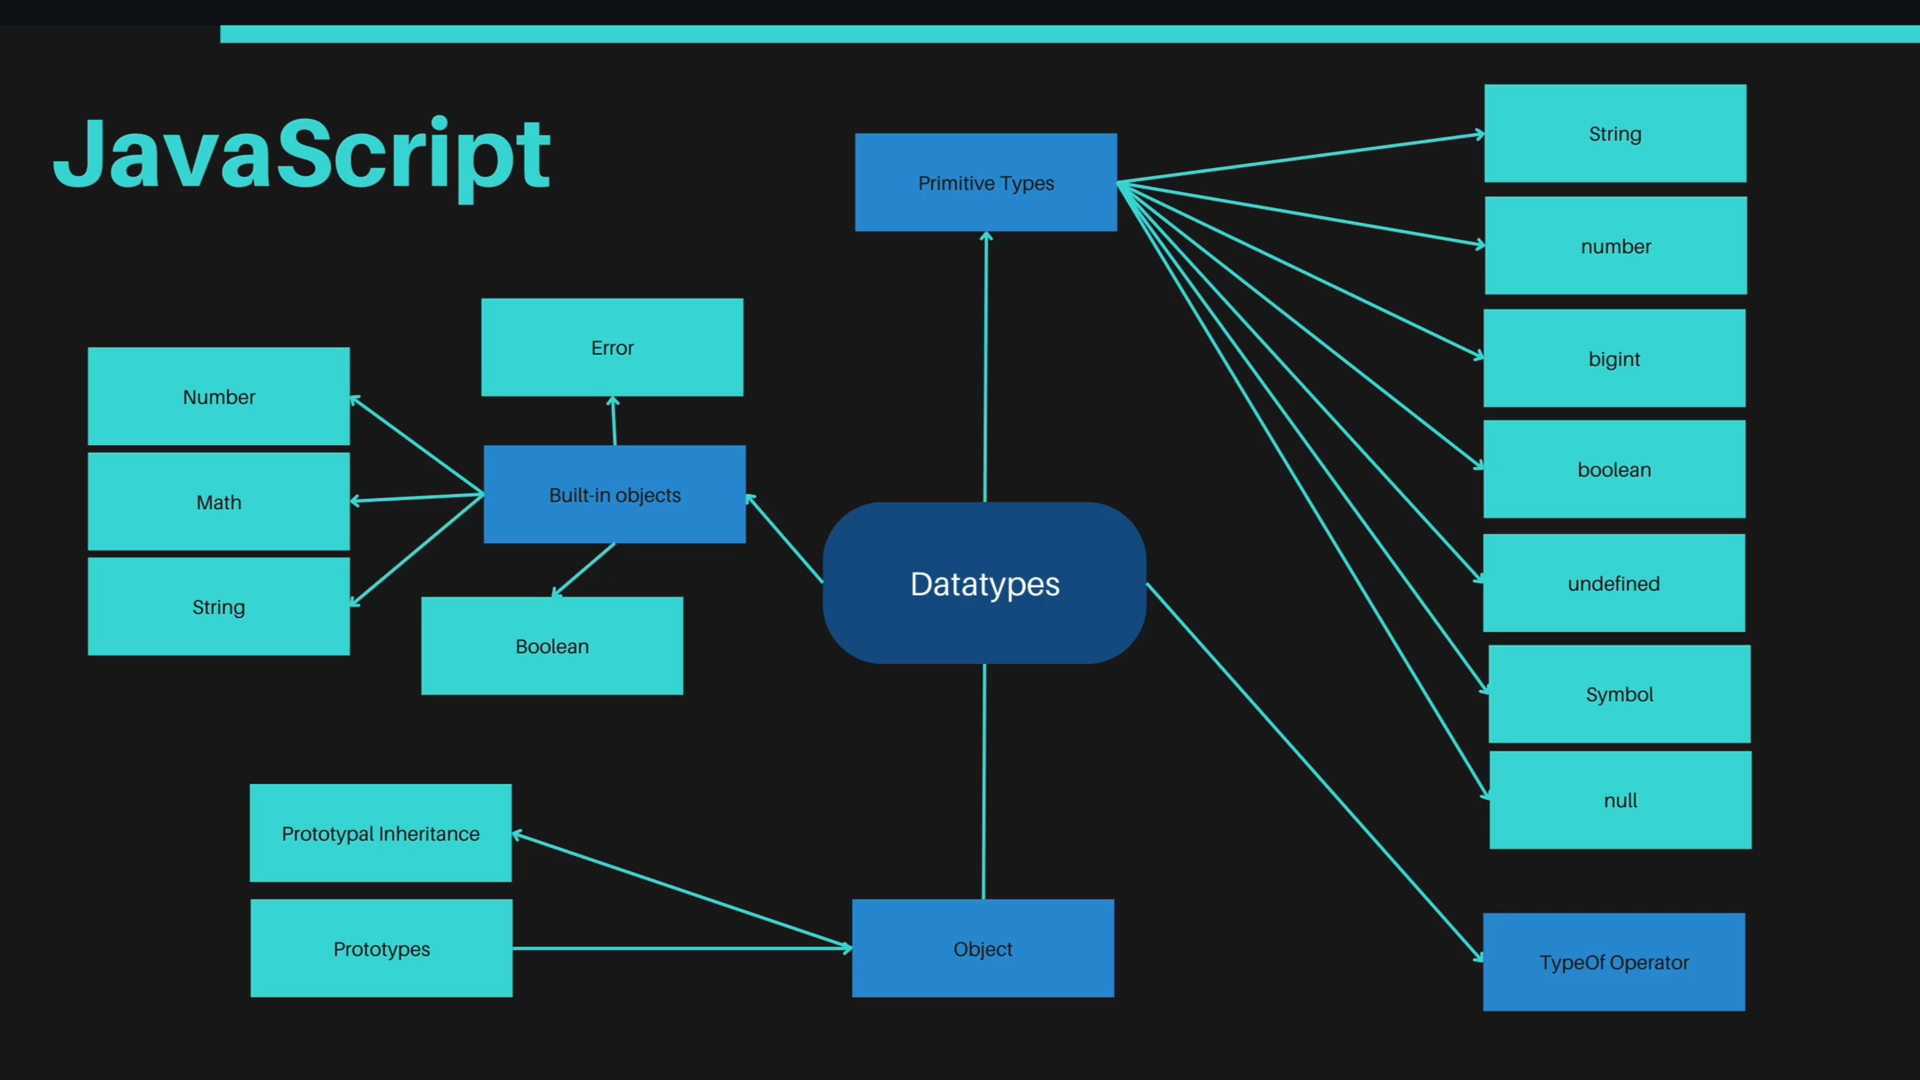 JavaScript
Primitive Types
String
number
bigint
boolean
undefined
Symbol
null
Error
Number
Math
String
Built-in objects
Boolean
Datatypes
Prototypal Inheritance
Prototypes
Object
TypeOf Operator